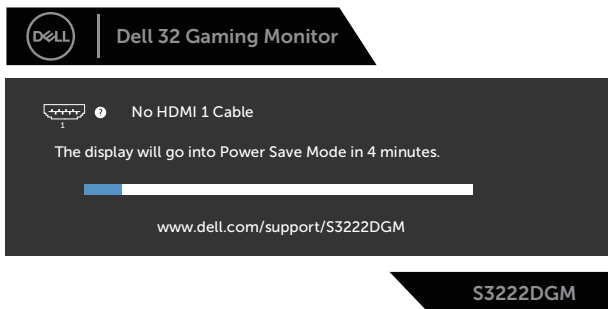 DELL
Dell 32 Gaming Monitor
? No HDMI 1 Cable
1
The display will go into Power Save Mode in 4 minutes.
www.dell.com/support/S3222DGM
S3222DGM